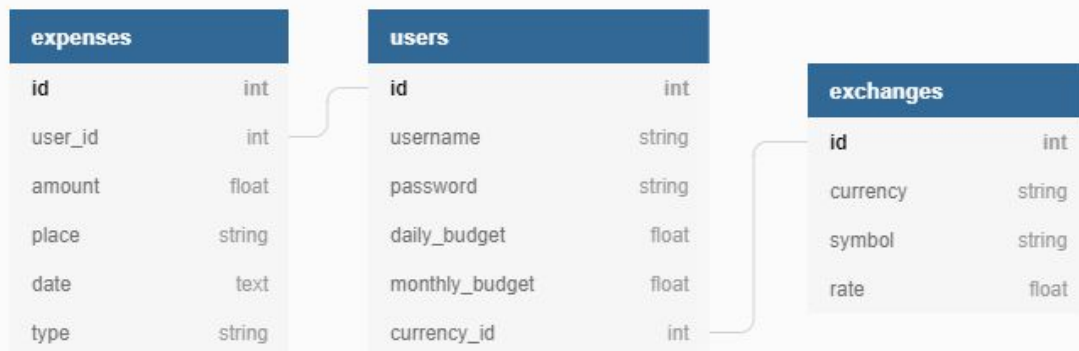 expenses
id int
user_id int
amount float
place string
date text
type string
users
id int
username string
password string
daily_budget float
monthly_budget float
currency_id int
exchanges
id int
currency string
symbol string
rate float